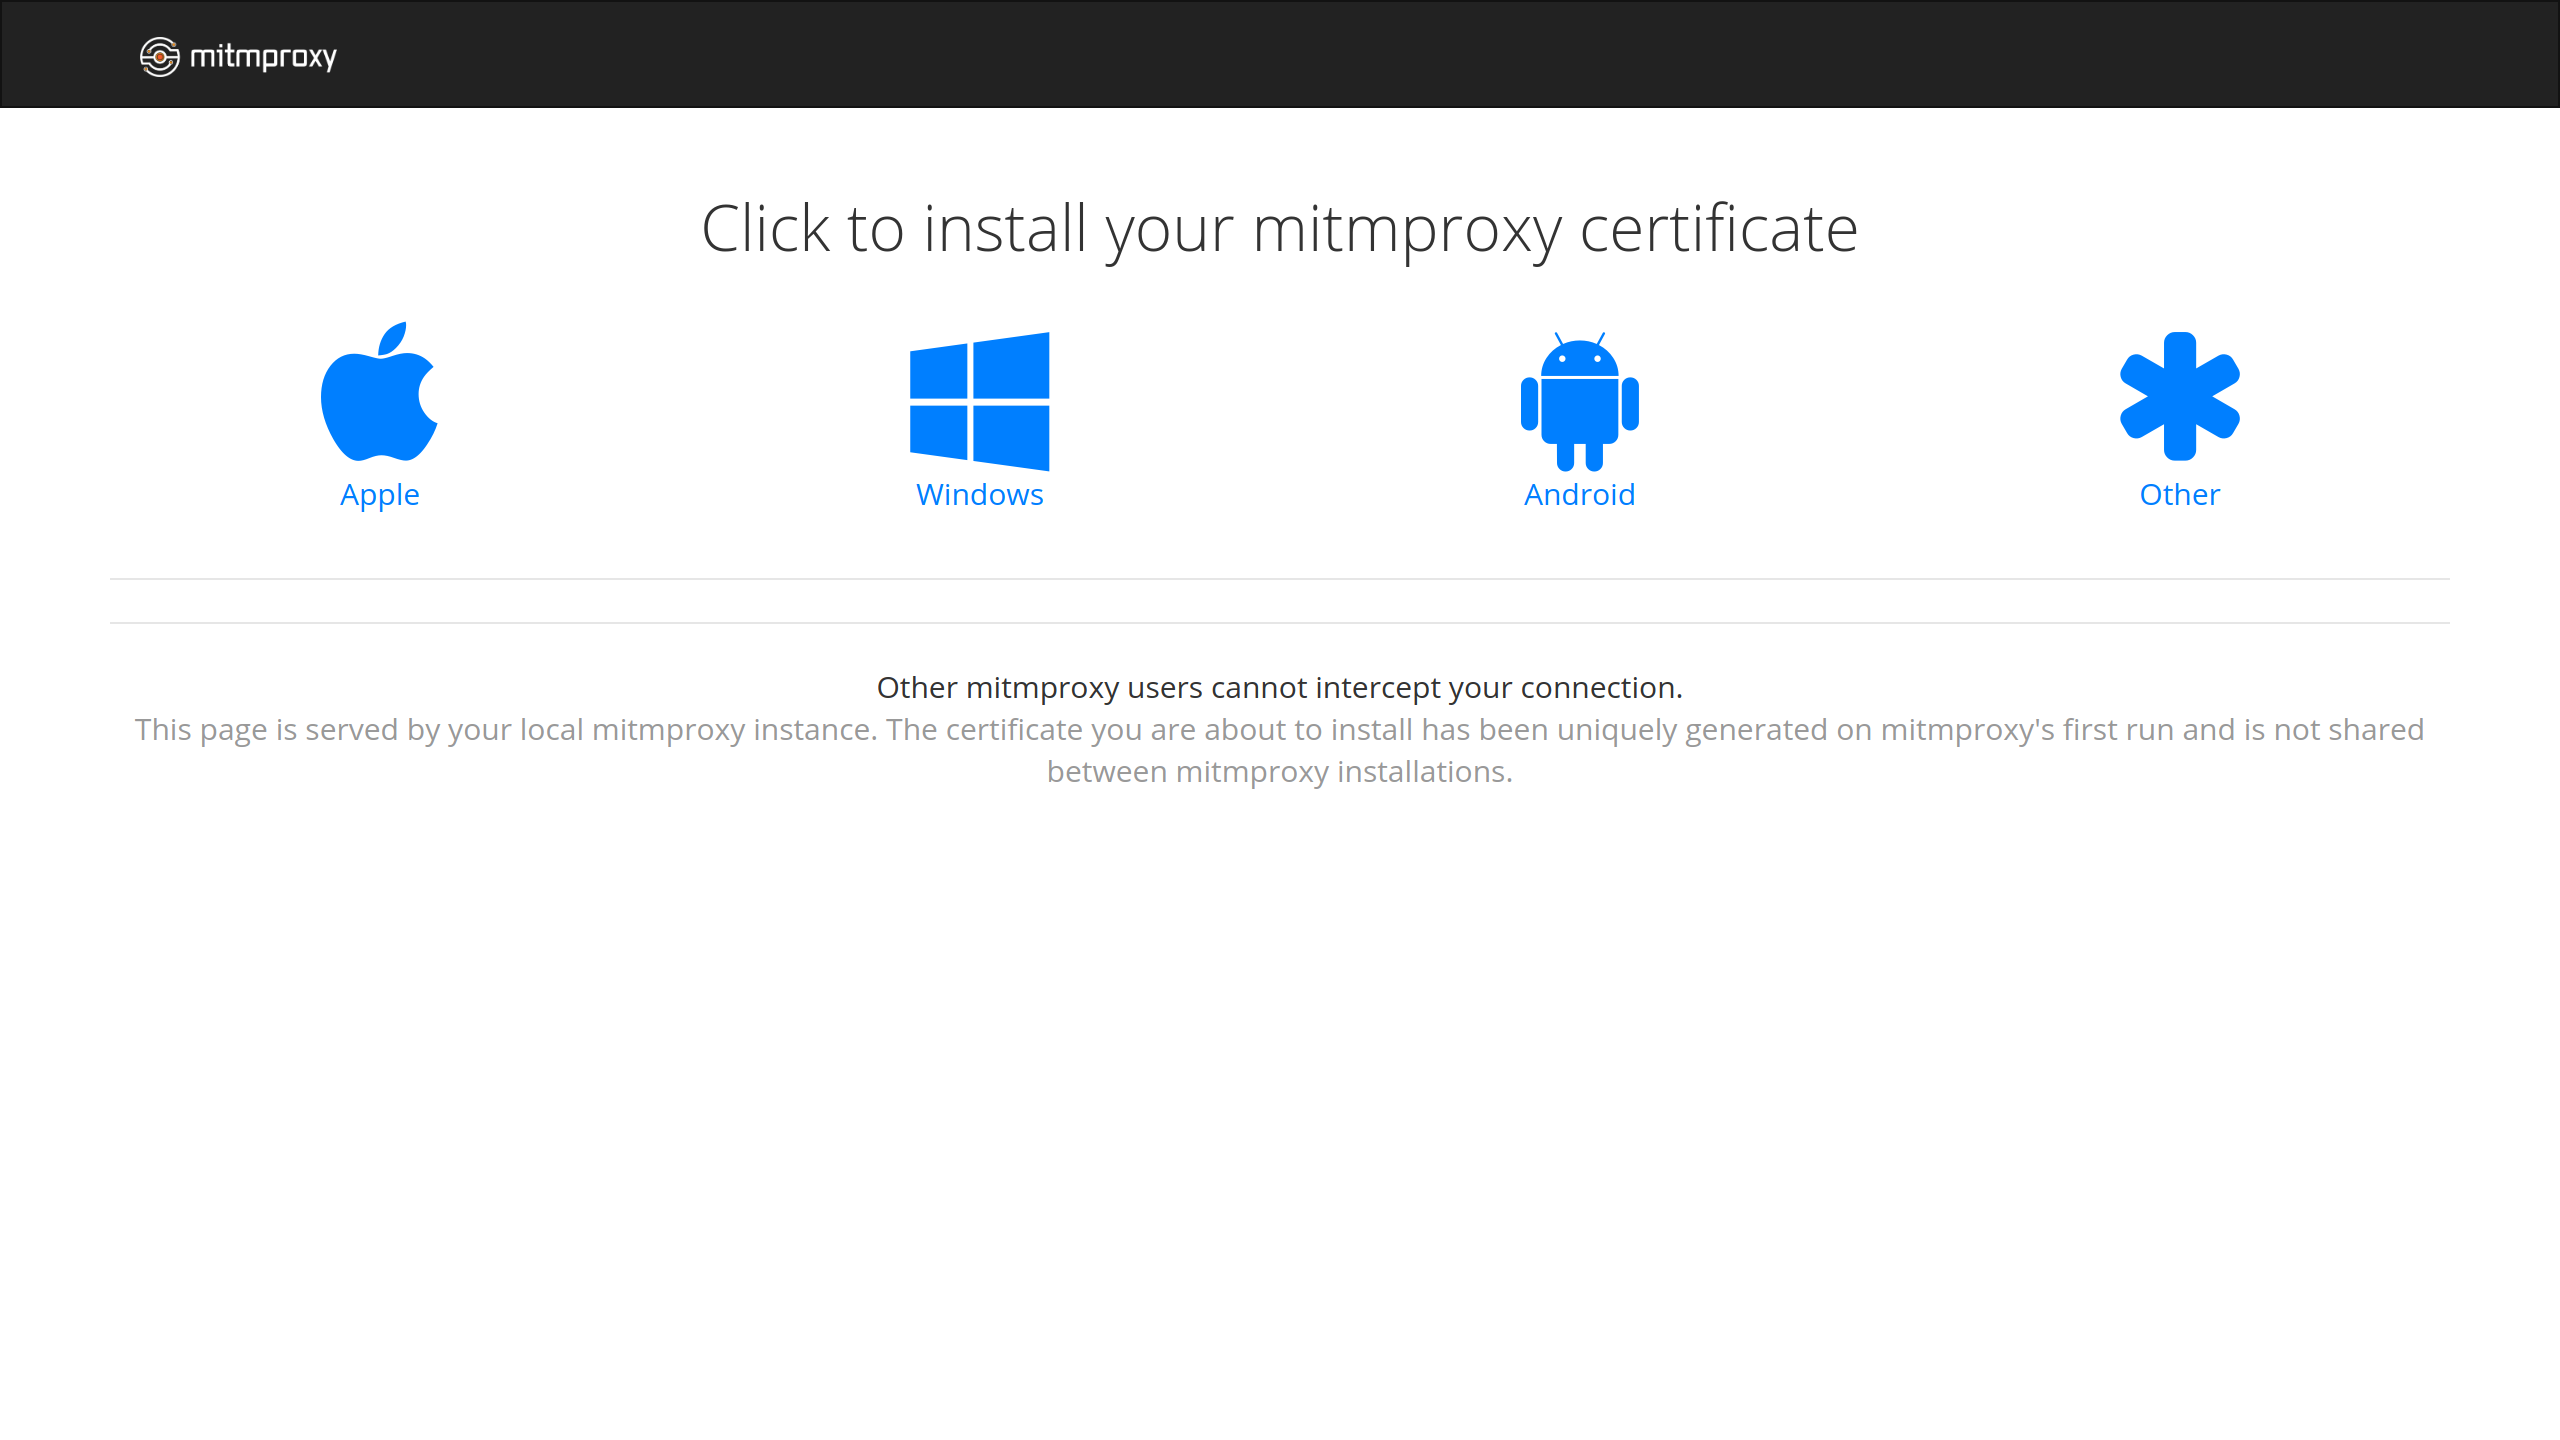 mitmproxy
Click to install your mitmproxy certificate
Apple
Windows
Android
Other
Other mitmproxy users cannot intercept your connection.
This page is served by your local mitmproxy instance. The certificate you are about to install has been uniquely generated on mitmproxy's first run and is not shared
between mitmproxy installations.